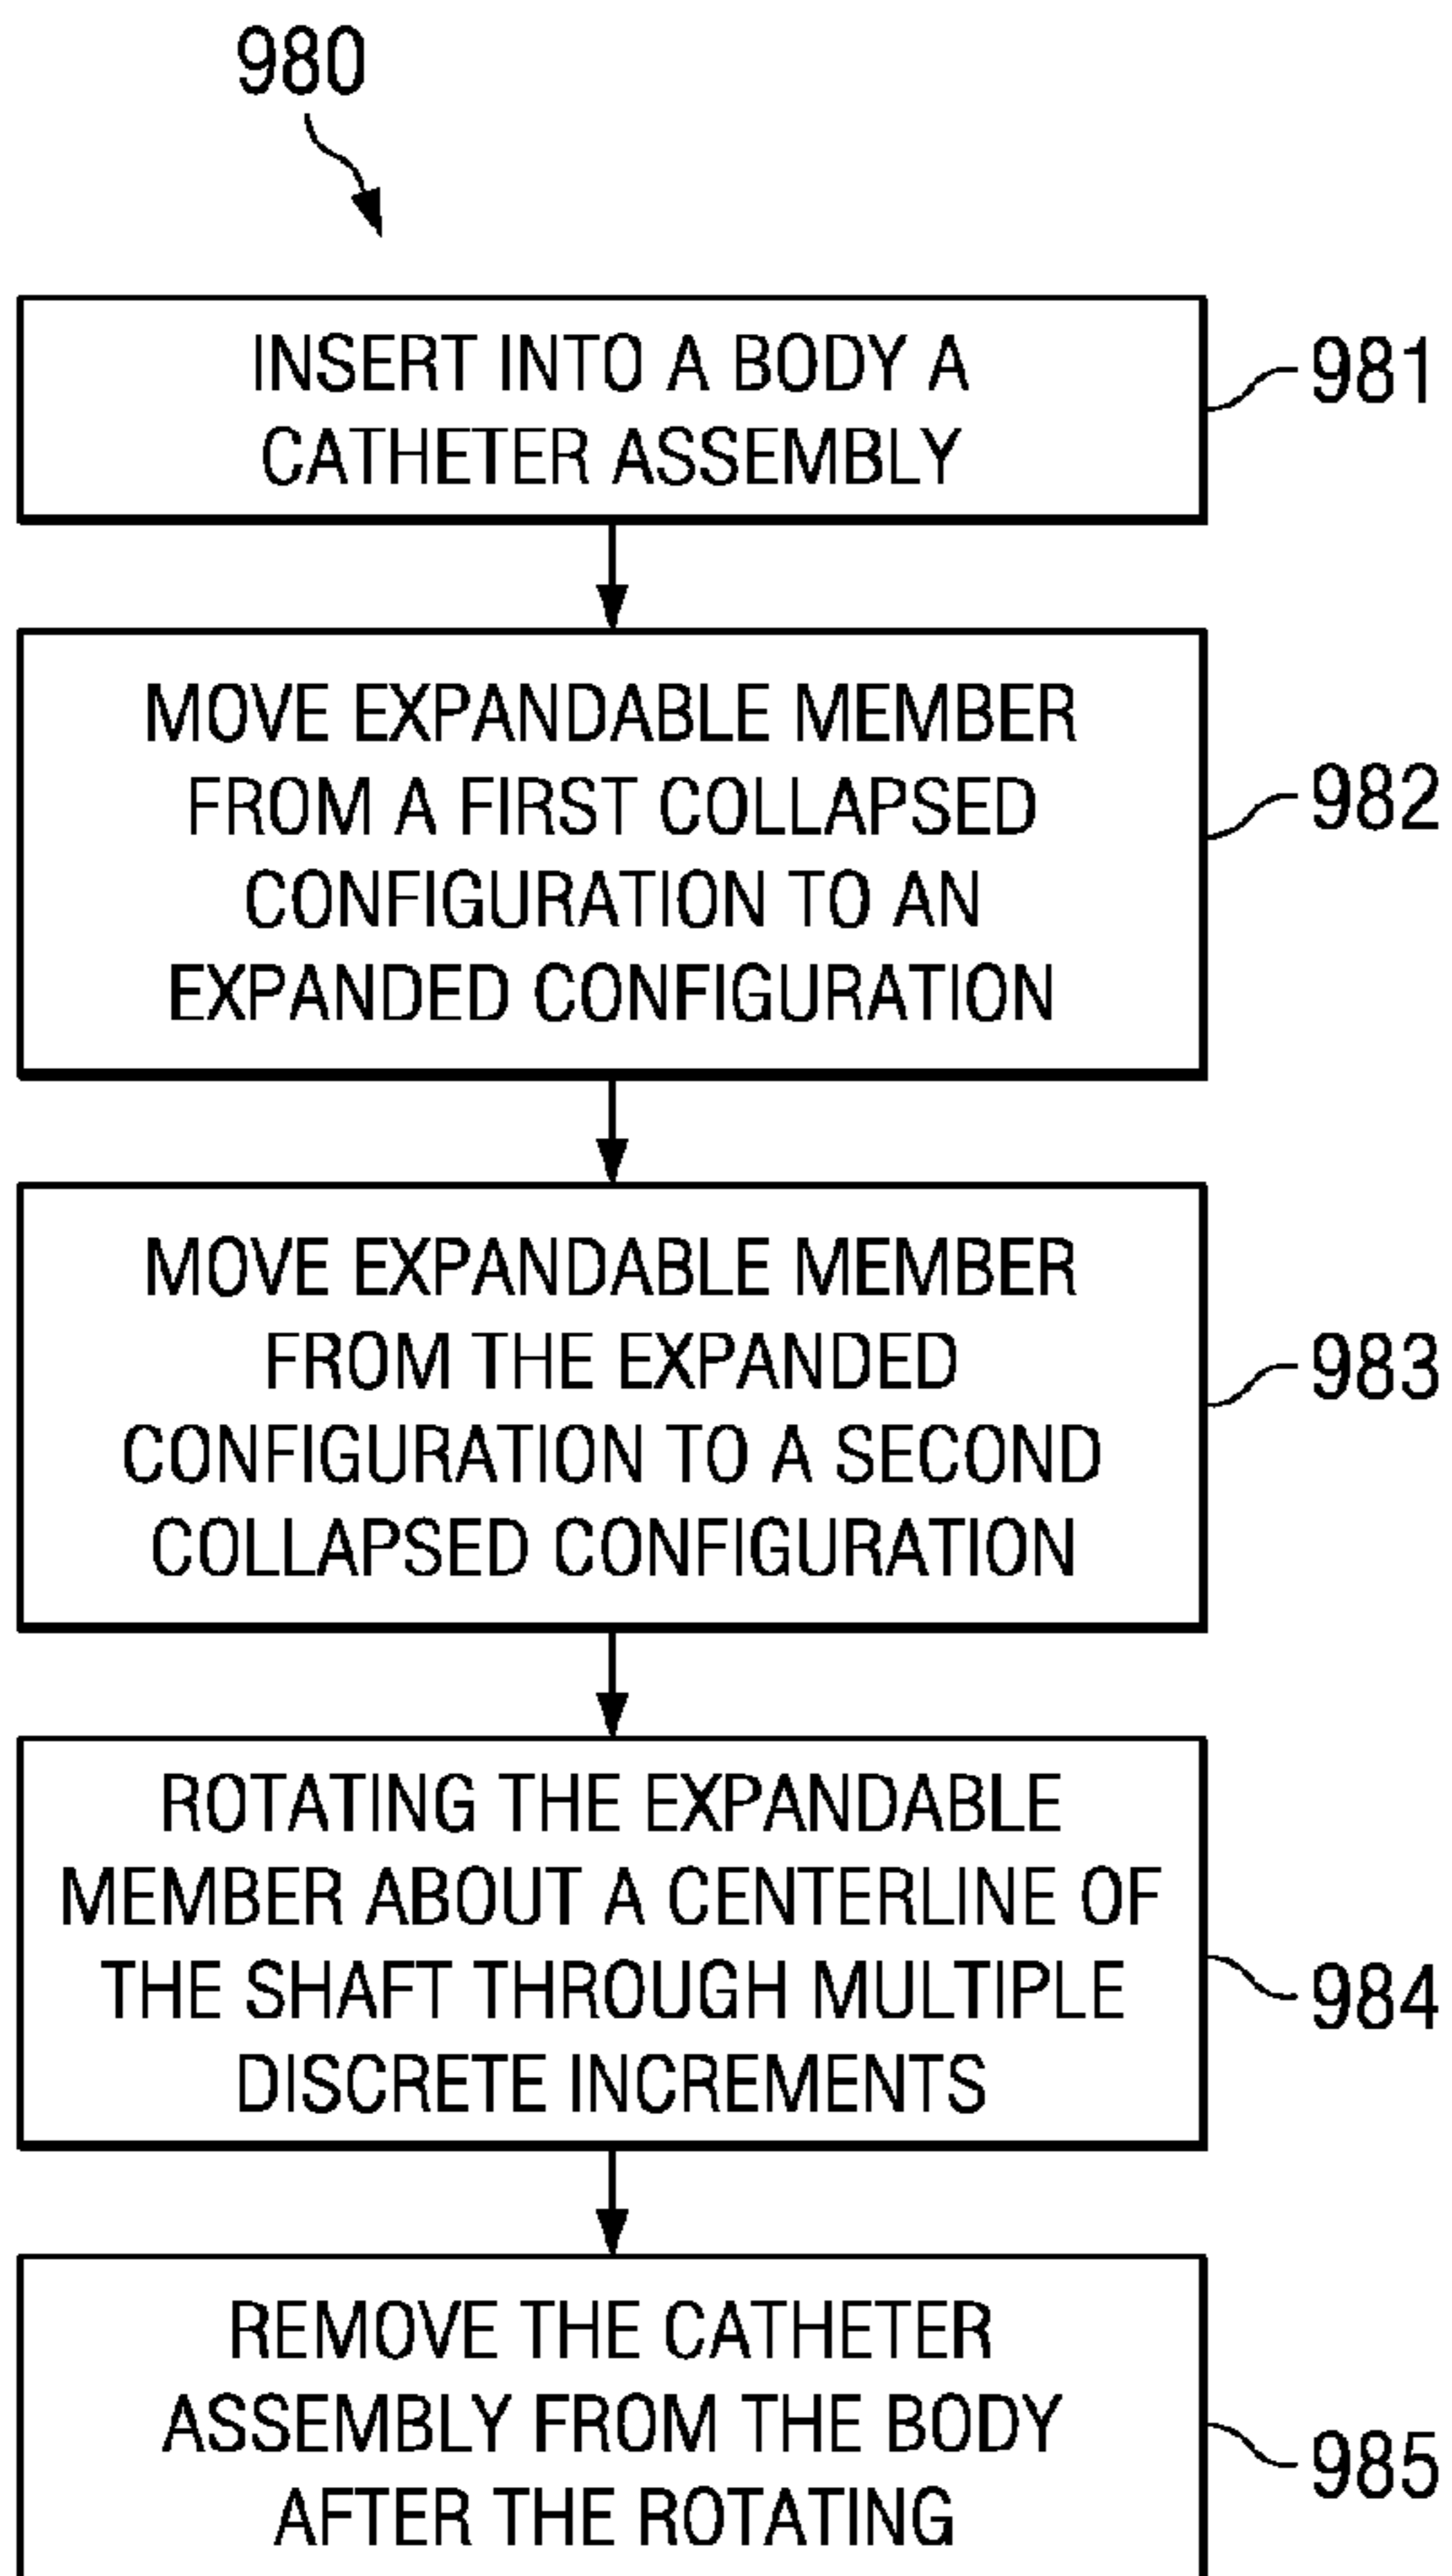 980
INSERT INTO A BODY A
CATHETER ASSEMBLY
981
MOVE EXPANDABLE MEMBER
FROM A FIRST COLLAPSED
CONFIGURATION TO AN
EXPANDED CONFIGURATION
982
MOVE EXPANDABLE MEMBER
FROM THE EXPANDED
CONFIGURATION TO A SECOND
COLLAPSED CONFIGURATION
983
ROTATING THE EXPANDABLE
MEMBER ABOUT A CENTERLINE OF
THE SHAFT THROUGH MULTIPLE
DISCRETE INCREMENTS
984
REMOVE THE CATHETER
ASSEMBLY FROM THE BODY
AFTER THE ROTATING
985